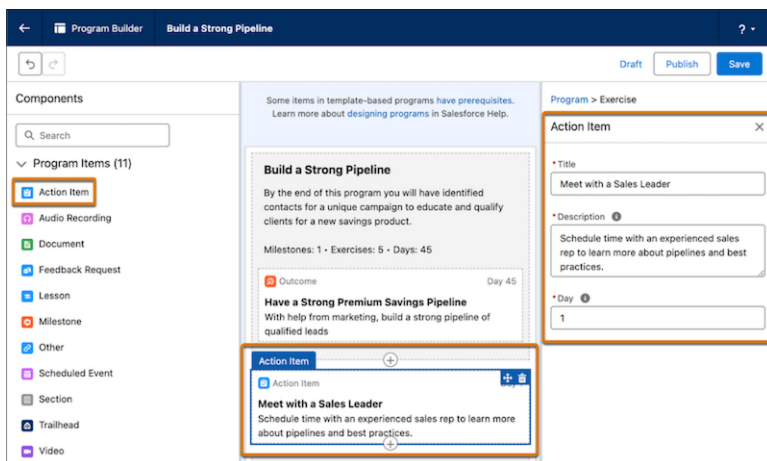 Program Builder
Build a Strong Pipeline
?
Draft
Publish
Save
Components
Search
Program Items (11)
Action Item
Audio Recording
Document
Feedback Request
Lesson
Milestone
Other
Scheduled Event
Section
Trailhead
Video
Some items in template-based programs have prerequisites.
Learn more about designing programs in Salesforce Help.
Build a Strong Pipeline
By the end of this program you will have identified
contacts for a unique campaign to educate and qualify
clients for a new savings product.
Milestones: 1 • Exercises: 5 • Days: 45
Outcome
Day 45
Have a Strong Premium Savings Pipeline
With help from marketing, build a strong pipeline of
qualified leads
Action Item
Action Item
Meet with a Sales Leader
Schedule time with an experienced sales rep to learn more
about pipelines and best practices.
Program > Exercise
Action Item
* Title
Meet with a Sales Leader
* Description
Schedule time with an experienced sales
rep to learn more about pipelines and best
practices.
* Day
1